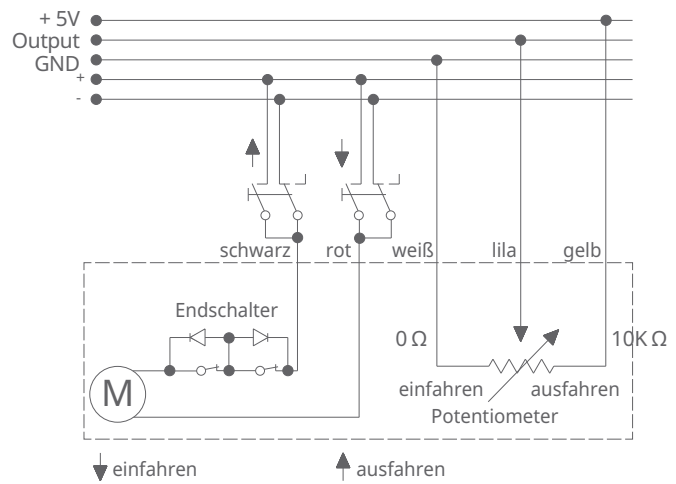 + 5V
Output
GND
+
-
schwarz rot weiß lila gelb
Endschalter
0 Ω 10K Ω
M
einfahren ausfahren
Potentiometer
einfahren ausfahren